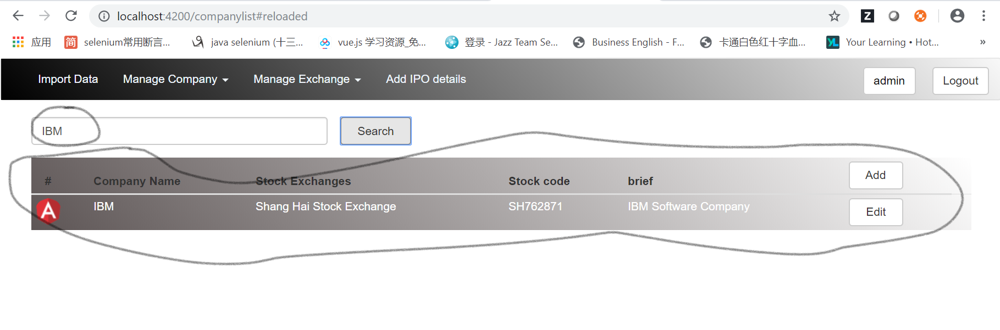 localhost:4200/companylist#reloaded
应用 selenium常用断言... java selenium (十三... vue.js 学习资源_免... 登录 - Jazz Team Se... Business English - F... 卡通白色红十字血... Your Learning • Hot... »
Import Data Manage Company Manage Exchange Add IPO details admin Logout
IBM Search
# Company Name Stock Exchanges Stock code brief Add
IBM Shang Hai Stock Exchange SH762871 IBM Software Company Edit